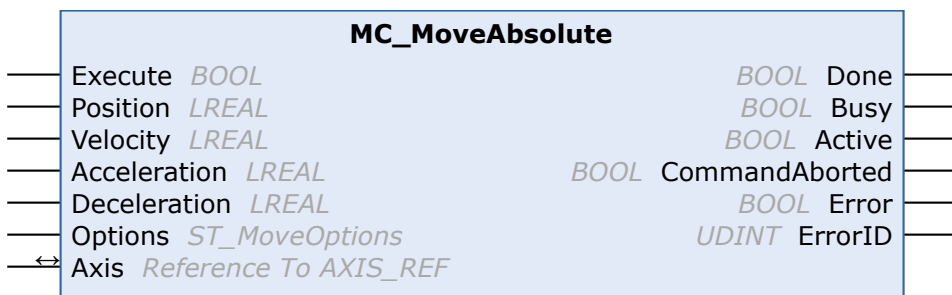 MC_MoveAbsolute
Execute BOOL BOOL Done
Position LREAL BOOL Busy
Velocity LREAL BOOL Active
Acceleration LREAL BOOL CommandAborted
Deceleration LREAL BOOL Error
Options ST_MoveOptions UDINT ErrorID
↔ Axis Reference To AXIS_REF